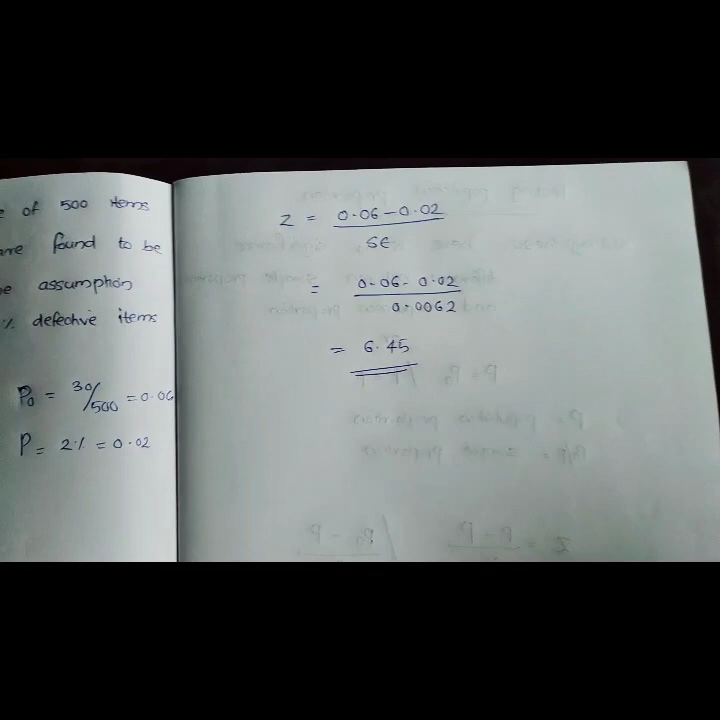 of 500 items
are found to be
assumption
% defective items
P₀ = 30/500 = 0.06
P = 2% = 0.02
Z = 0.06-0.02
SE
= 0.06-0.02
0.0062
= 6.45